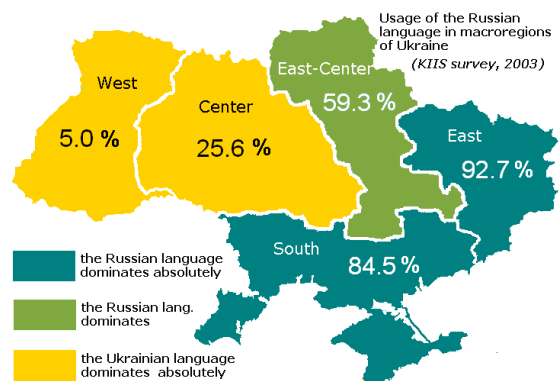 Usage of the Russian
language in macroregions
of Ukraine
(KIIS survey, 2003)
West
5.0 %
Center
25.6 %
East-Center
59.3 %
East
92.7 %
South
84.5 %
the Russian language
dominates absolutely
the Russian lang.
dominates
the Ukrainian language
dominates absolutely